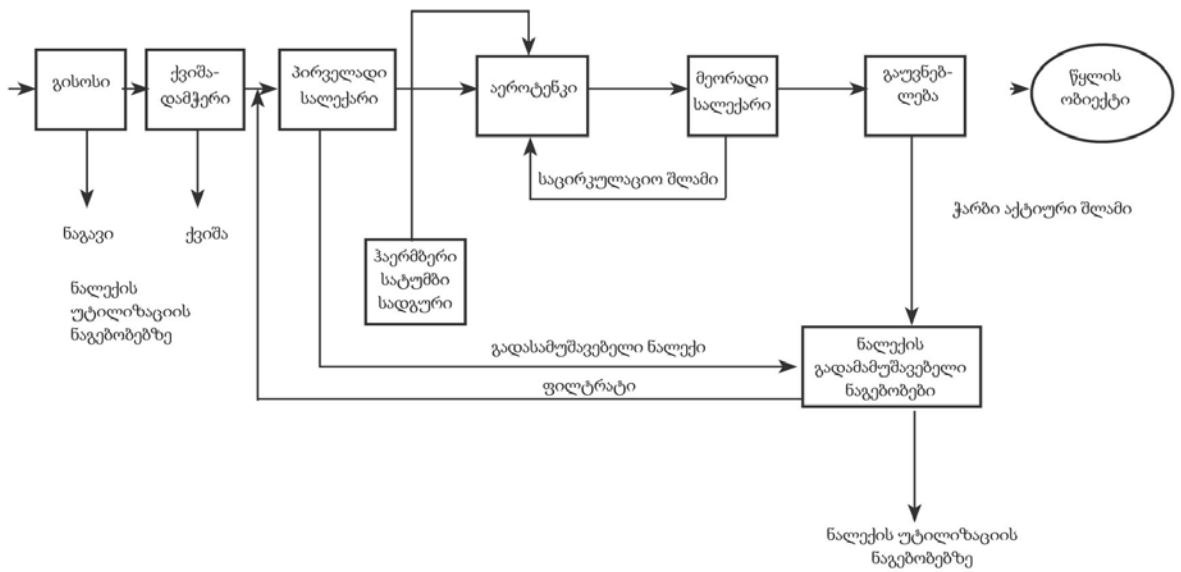 გისოსი
ქვიშა-
დამჭერი
პირველადი
სალექარი
აეროტენკი
მეორადი
სალექარი
გაუვნებ-
ლება
წყლის
ობიექტი
საცირკულაციო შლამი
ჭარბი აქტიური შლამი
ნაგავი
ქვიშა
ჰაერმბერი
სატუმბი
სადგური
ნალექის
უტილიზაციის
ნაგებობებზე
გადასამუშავებელი ნალექი
ფილტრატი
ნალექის
გადამამუშავებელი
ნაგებობები
ნალექის უტილიზაციის
ნაგებობებზე